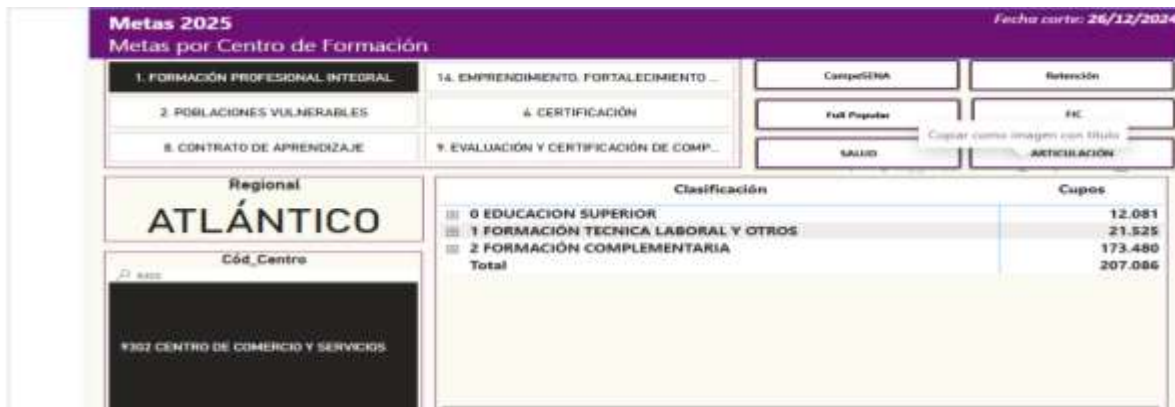 Metas 2025
Fecha corte: 26/12/2024
Metas por Centro de Formación
1. FORMACIÓN PROFESIONAL INTEGRAL
14. EMPRENDIMIENTO, FORTALECIMIENTO ...
CampeSENA
Retención
2. POBLACIONES VULNERABLES
6. CERTIFICACIÓN
Full Popular
FIC
Copiar como imagen con título
8. CONTRATO DE APRENDIZAJE
9. EVALUACIÓN Y CERTIFICACIÓN DE COMP...
SALUD
ARTICULACIÓN
Regional
ATLÁNTICO
Clasificación
Cupos
0 EDUCACION SUPERIOR
12.081
1 FORMACIÓN TECNICA LABORAL Y OTROS
21.525
2 FORMACIÓN COMPLEMENTARIA
173.480
Total
207.086
Cód_Centro
9302 CENTRO DE COMERCIO Y SERVICIOS